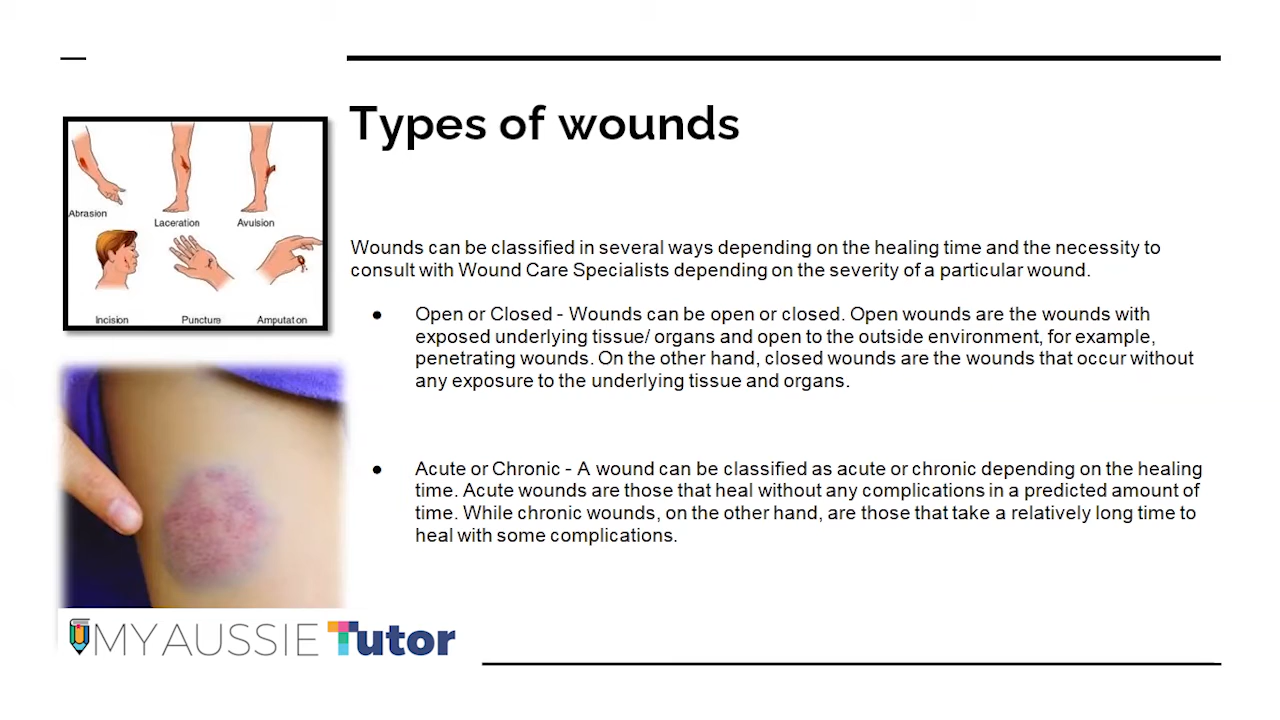 Types of wounds
Abrasion
Laceration
Avulsion
Incision
Puncture
Amputation
Wounds can be classified in several ways depending on the healing time and the necessity to
consult with Wound Care Specialists depending on the severity of a particular wound.
● Open or Closed - Wounds can be open or closed. Open wounds are the wounds with
exposed underlying tissue/ organs and open to the outside environment, for example,
penetrating wounds. On the other hand, closed wounds are the wounds that occur without
any exposure to the underlying tissue and organs.
● Acute or Chronic - A wound can be classified as acute or chronic depending on the healing
time. Acute wounds are those that heal without any complications in a predicted amount of
time. While chronic wounds, on the other hand, are those that take a relatively long time to
heal with some complications.
MY AUSSIE Tutor